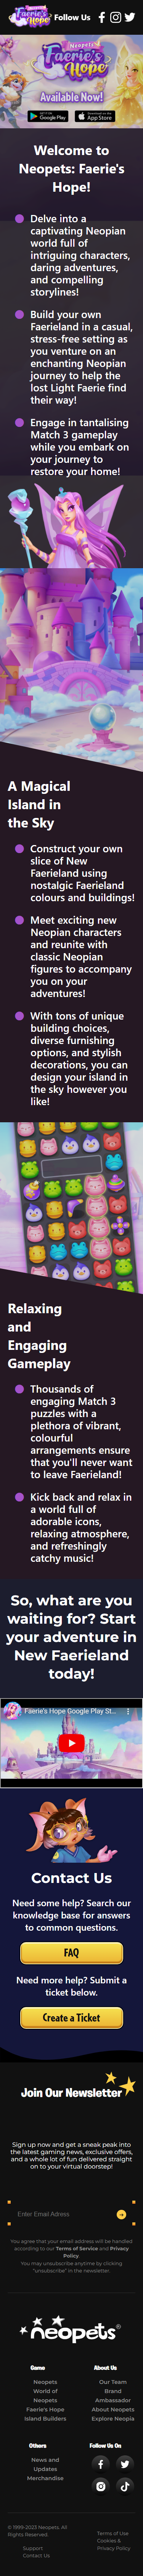 Neopets
Faerie's
Hope
Follow Us
Neopets
Faerie's
Hope
Available Now!
GET IT ON
Google Play
Download on the
App Store
Welcome to
Neopets: Faerie's
Hope!
Delve into a
captivating Neopian
world full of
intriguing characters,
daring adventures,
and compelling
storylines!
Build your own
Faerieland in a casual,
stress-free setting as
you venture on an
enchanting Neopian
journey to help the
lost Light Faerie find
their way!
Engage in tantalising
Match 3 gameplay
while you embark on
your journey to
restore your home!
A Magical
Island in
the Sky
Construct your own
slice of New
Faerieland using
nostalgic Faerieland
colours and buildings!
Meet exciting new
Neopian characters
and reunite with
classic Neopian
figures to accompany
you on your
adventures!
With tons of unique
building choices,
diverse furnishing
options, and stylish
decorations, you can
design your island in
the sky however you
like!
Relaxing
and
Engaging
Gameplay
Thousands of
engaging Match 3
puzzles with a
plethora of vibrant,
colourful
arrangements ensure
that you'll never want
to leave Faerieland!
Kick back and relax in
a world full of
adorable icons,
relaxing atmosphere,
and refreshingly
catchy music!
So, what are you
waiting for? Start
your adventure in
New Faerieland
today!
Faerie's Hope Google Play St...
Contact Us
Need some help? Search our
knowledge base for answers
to common questions.
FAQ
Need more help? Submit a
ticket below.
Create a Ticket
Join Our Newsletter
Sign up now and get a sneak peek into
the latest gaming news, exclusive offers,
and a whole lot of fun delivered straight
on to your virtual doorstep!
Enter Email Adress
You agree that your email address will be handled
according to our Terms of Service and Privacy
Policy.
You may unsubscribe anytime by clicking
"unsubscribe" in the newsletter.
neopets®
Game
About Us
Neopets
World of
Neopets
Faerie's Hope
Island Builders
Our Team
Brand
Ambassador
About Neopets
Explore Neopia
Others
Follow Us On
News and
Updates
Merchandise
© 1999-2023 Neopets. All
Rights Reserved.
Support
Contact Us
Terms of Use
Cookies &
Privacy Policy